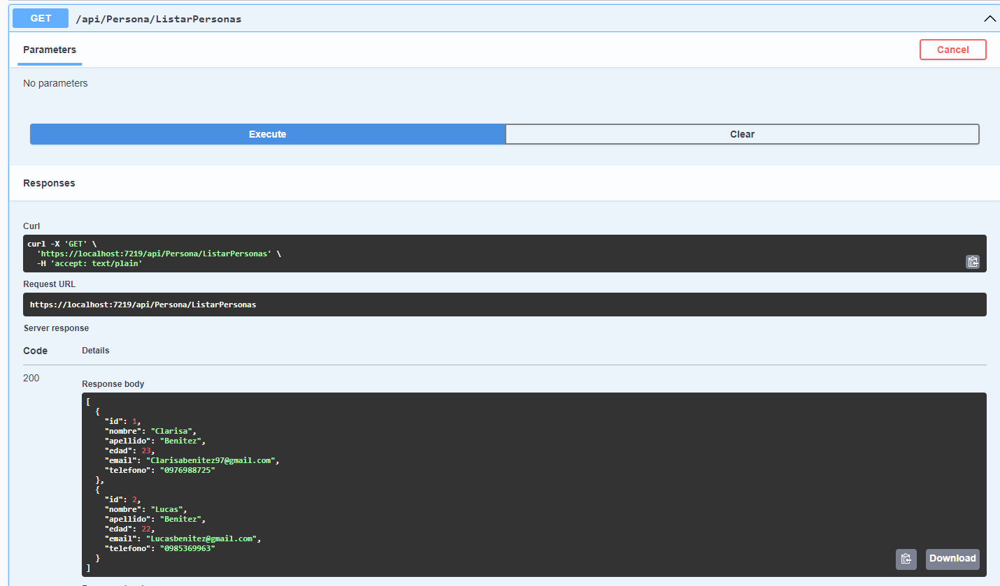 GET /api/Persona/ListarPersonas
Parameters
Cancel
No parameters
Execute
Clear
Responses
Curl
curl -X 'GET' \
  'https://localhost:7219/api/Persona/ListarPersonas' \
  -H 'accept: text/plain'
Request URL
https://localhost:7219/api/Persona/ListarPersonas
Server response
Code Details
200
Response body
[
  {
    "id": 1,
    "nombre": "Clarisa",
    "apellido": "Benitez",
    "edad": 23,
    "email": "Clarisabenitez97@gmail.com",
    "telefono": "0976988725"
  },
  {
    "id": 2,
    "nombre": "Lucas",
    "apellido": "Benitez",
    "edad": 22,
    "email": "Lucasbenitez@gmail.com",
    "telefono": "0985369963"
  }
]
Download